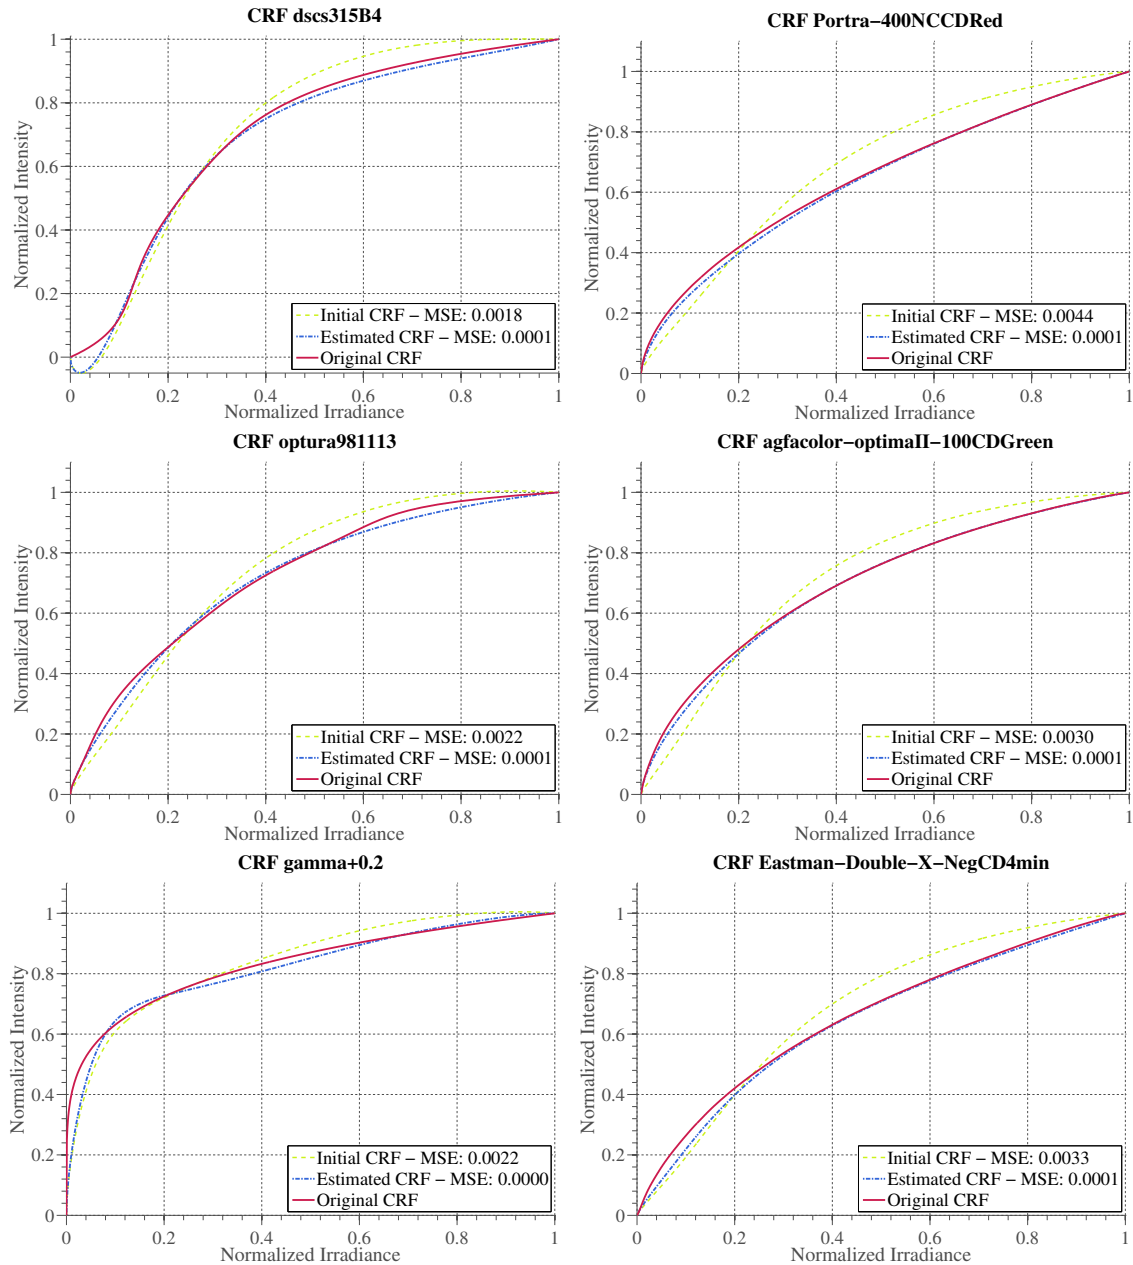 CRF dscs315B4
1
0.8
0.6
0.4
0.2
0
Normalized Intensity
Initial CRF − MSE: 0.0018
Estimated CRF − MSE: 0.0001
Original CRF
0 0.2 0.4 0.6 0.8 1
Normalized Irradiance
CRF Portra−400NCCDRed
1
0.8
0.6
0.4
0.2
0
Normalized Intensity
Initial CRF − MSE: 0.0044
Estimated CRF − MSE: 0.0001
Original CRF
0 0.2 0.4 0.6 0.8 1
Normalized Irradiance
CRF optura981113
1
0.8
0.6
0.4
0.2
0
Normalized Intensity
Initial CRF − MSE: 0.0022
Estimated CRF − MSE: 0.0001
Original CRF
0 0.2 0.4 0.6 0.8 1
Normalized Irradiance
CRF agfacolor−optimaII−100CDGreen
1
0.8
0.6
0.4
0.2
0
Normalized Intensity
Initial CRF − MSE: 0.0030
Estimated CRF − MSE: 0.0001
Original CRF
0 0.2 0.4 0.6 0.8 1
Normalized Irradiance
CRF gamma+0.2
1
0.8
0.6
0.4
0.2
0
Normalized Intensity
Initial CRF − MSE: 0.0022
Estimated CRF − MSE: 0.0000
Original CRF
0 0.2 0.4 0.6 0.8 1
Normalized Irradiance
CRF Eastman−Double−X−NegCD4min
1
0.8
0.6
0.4
0.2
0
Normalized Intensity
Initial CRF − MSE: 0.0033
Estimated CRF − MSE: 0.0001
Original CRF
0 0.2 0.4 0.6 0.8 1
Normalized Irradiance